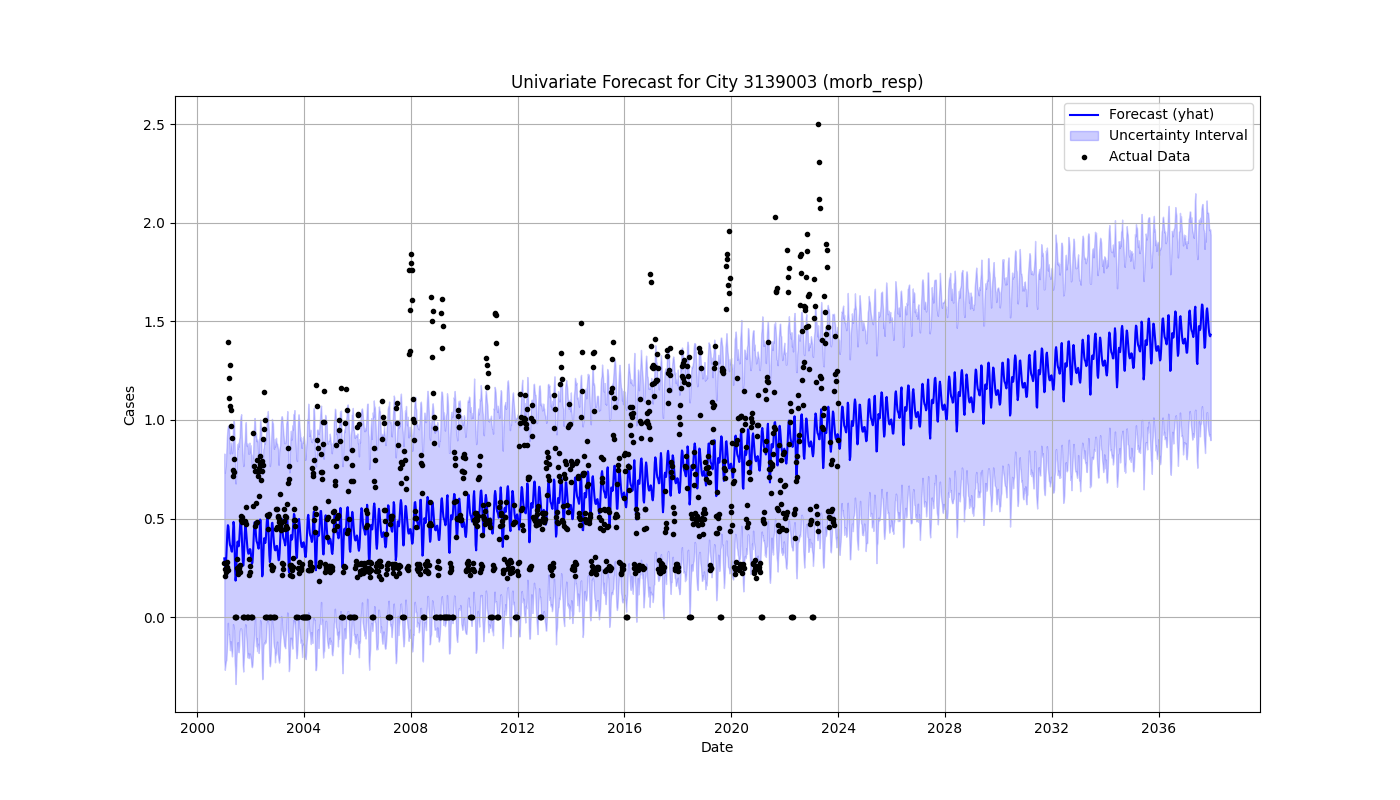 Univariate Forecast for City 3139003 (morb_resp)
Forecast (yhat)
Uncertainty Interval
Actual Data
Cases
2.5
2.0
1.5
1.0
0.5
0.0
2000 2004 2008 2012 2016 2020 2024 2028 2032 2036
Date